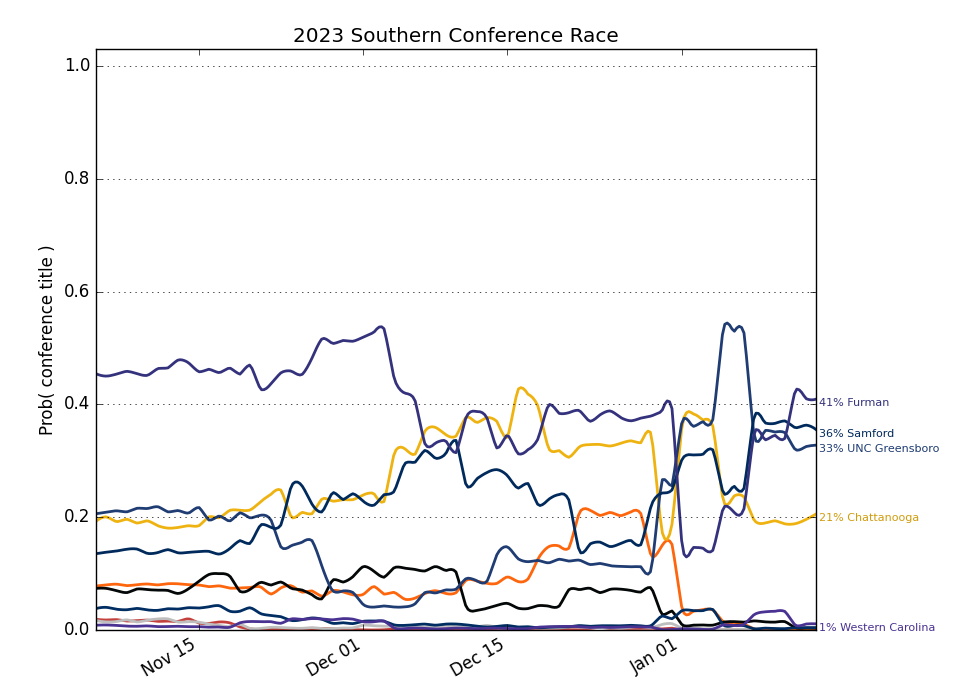 2023 Southern Conference Race
Prob( conference title )
1.0
0.8
0.6
0.4
0.2
0.0
Nov 15
Dec 01
Dec 15
Jan 01
41% Furman
36% Samford
33% UNC Greensboro
21% Chattanooga
1% Western Carolina